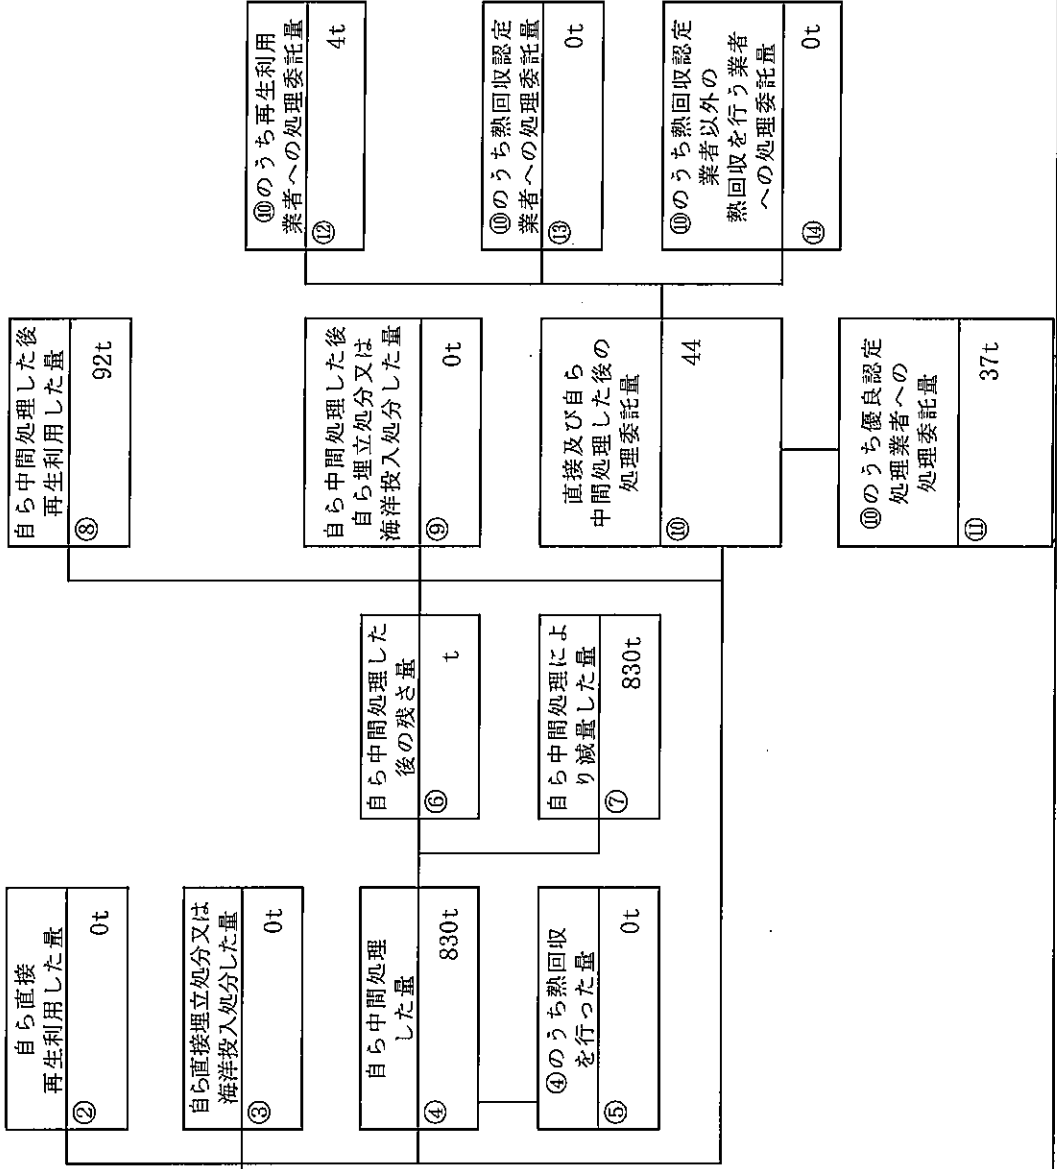 自ら直接
再生利用した量
②
0t
自ら直接埋立処分又は
海洋投入処分した量
③
0t
自ら中間処理
した量
④
830t
④のうち熱回収
を行った量
⑤
0t
自ら中間処理した
後の残さ量
⑥
t
自ら中間処理によ
り減量した量
⑦
830t
自ら中間処理した後
再生利用した量
⑧
92t
自ら中間処理した後
自ら埋立処分又は
海洋投入処分した量
⑨
0t
直接及び自ら
中間処理した後の
処理委託量
⑩
44
⑩のうち優良認定
処理業者への
処理委託量
⑪
37t
⑩のうち再生利用
業者への処理委託量
⑫
4t
⑩のうち熱回収認定
業者への処理委託量
⑬
0t
⑩のうち熱回収認定
業者以外の
熱回収を行う業者
への処理委託量
⑭
0t